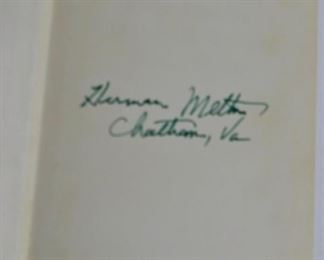 Herman Melton
Chatham, Va